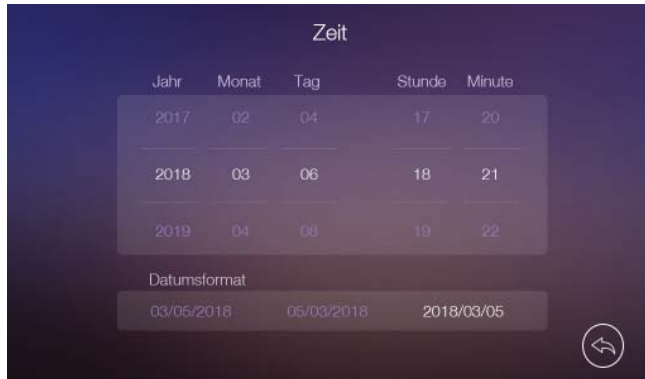 Zeit
Jahr Monat Tag Stunde Minute
2017 02 04 17 20
2018 03 06 18 21
2019 04 08 19 22
Datumsformat
03/05/2018 05/03/2018 2018/03/05